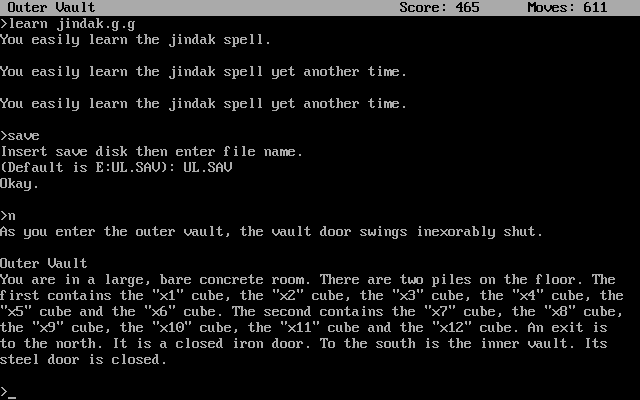 Outer Vault Score: 465 Moves: 611
>learn jindak.g.g
You easily learn the jindak spell.
You easily learn the jindak spell yet another time.
You easily learn the jindak spell yet another time.
>save
Insert save disk then enter file name.
(Default is E:UL.SAV): UL.SAV
Okay.
>n
As you enter the outer vault, the vault door swings inexorably shut.
Outer Vault
You are in a large, bare concrete room. There are two piles on the floor. The
first contains the "x1" cube, the "x2" cube, the "x3" cube, the "x4" cube, the
"x5" cube and the "x6" cube. The second contains the "x7" cube, the "x8" cube,
the "x9" cube, the "x10" cube, the "x11" cube and the "x12" cube. An exit is
to the north. It is a closed iron door. To the south is the inner vault. Its
steel door is closed.
>_